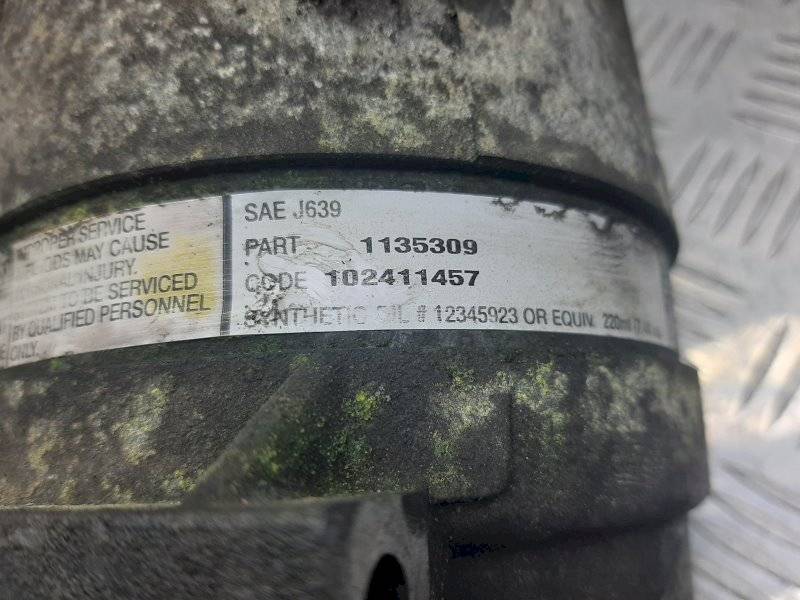 SERVICE
MAY CAUSE
INJURY.
TO BE SERVICED
BY QUALIFIED PERSONNEL
ONLY.
SAE J639
PART 1135309
CODE 102411457
SYNTHETIC OIL # 12345923 OR EQUIV. 220ml